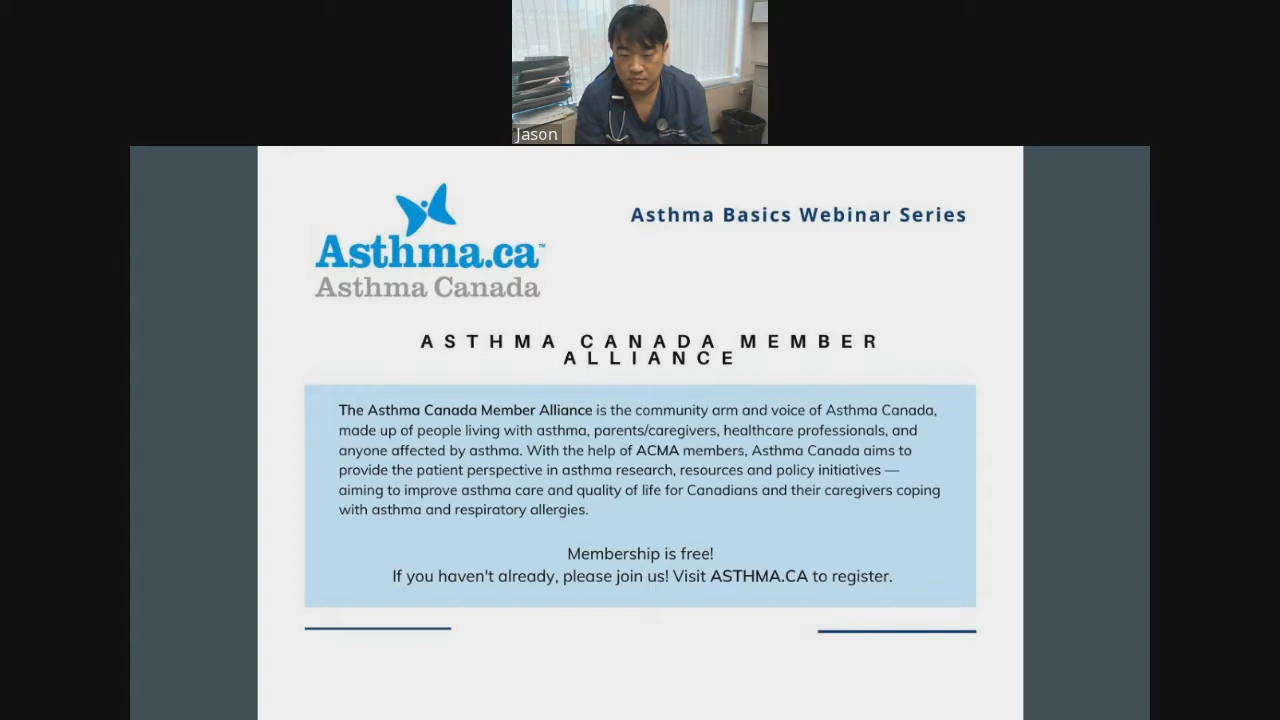 Jason
Asthma Basics Webinar Series
Asthma.ca™
Asthma Canada
ASTHMA CANADA MEMBER
ALLIANCE
The Asthma Canada Member Alliance is the community arm and voice of Asthma Canada,
made up of people living with asthma, parents/caregivers, healthcare professionals, and
anyone affected by asthma. With the help of ACMA members, Asthma Canada aims to
provide the patient perspective in asthma research, resources and policy initiatives —
aiming to improve asthma care and quality of life for Canadians and their caregivers coping
with asthma and respiratory allergies.
Membership is free!
If you haven't already, please join us! Visit ASTHMA.CA to register.